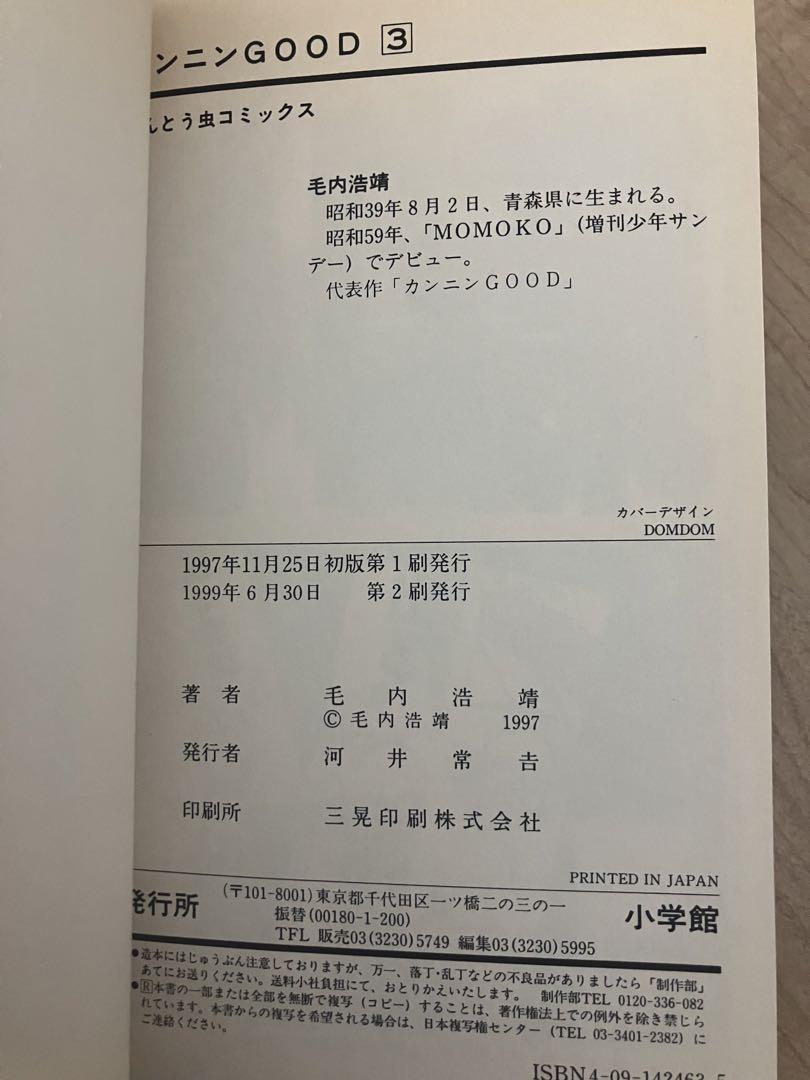 ンニンGOOD 3
んとう虫コミックス
毛内浩靖
昭和39年8月2日、青森県に生まれる。
昭和59年、「MOMOKO」(増刊少年サン
デー)でデビュー。
代表作「カンニンGOOD」
カバーデザイン
DOMDOM
1997年11月25日初版第1刷発行
1999年6月30日 第2刷発行
著者 毛内浩靖
©毛内浩靖 1997
発行者 河井常𠮷
印刷所 三晃印刷株式会社
PRINTED IN JAPAN
発行所 (〒101-8001)東京都千代田区一ツ橋二の三の一
振替(00180-1-200)
TFL 販売03(3230)5749 編集03(3230)5995
小学館
●造本にはじゅうぶん注意しておりますが、万一、落丁・乱丁などの不良品がありましたら「制作部」
あてにお送りください。送料小社負担にて、おとりかえいたします。 制作部TEL 0120-336-082
●Ⓡ本書の一部または全部を無断で複写(コピー)することは、著作権法上での例外を除き禁じら
れています。本書からの複写を希望される場合は、日本複写権センター(TEL 03-3401-2382)に
ご連絡ください。
ISBN4-09-142463-5